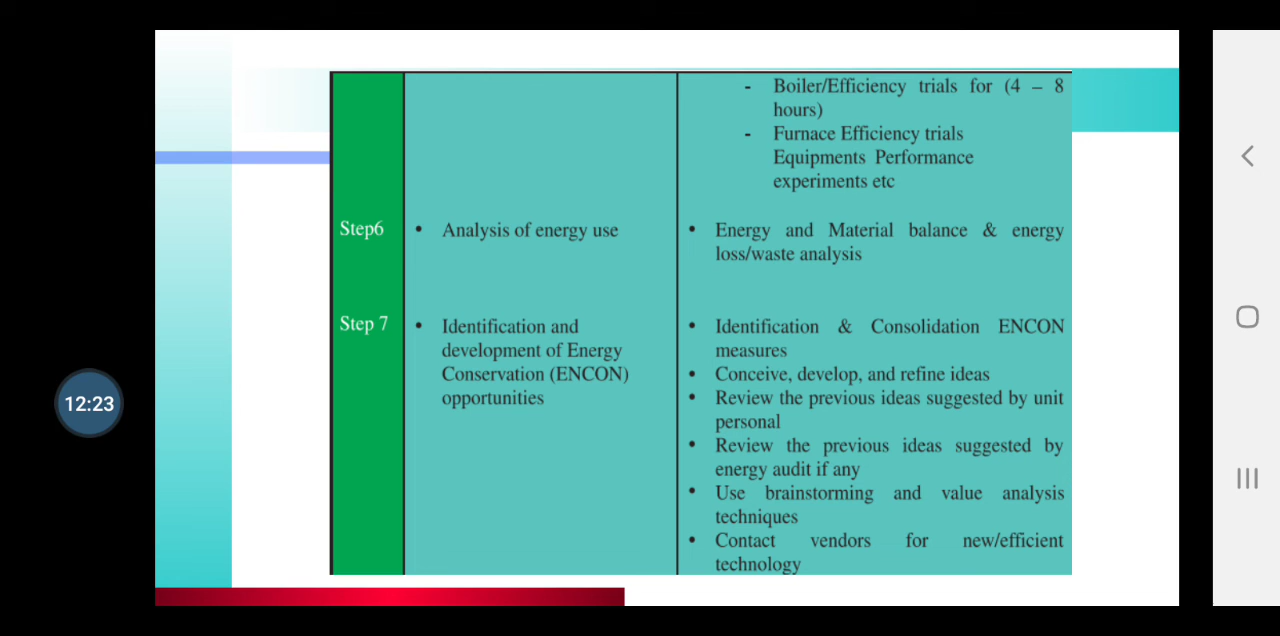 - Boiler/Efficiency trials for (4 – 8
hours)
- Furnace Efficiency trials
Equipments Performance
experiments etc
Step6
• Analysis of energy use
• Energy and Material balance & energy
loss/waste analysis
Step 7
• Identification and
development of Energy
Conservation (ENCON)
opportunities
• Identification & Consolidation ENCON
measures
• Conceive, develop, and refine ideas
• Review the previous ideas suggested by unit
personal
• Review the previous ideas suggested by
energy audit if any
• Use brainstorming and value analysis
techniques
• Contact vendors for new/efficient
technology
12:23